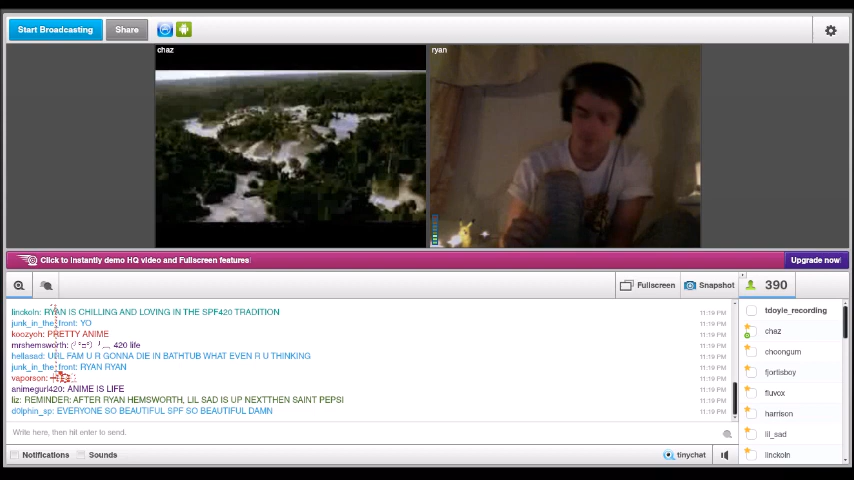 Start Broadcasting
Share
chaz
ryan
Click to instantly demo HQ video and Fullscreen features!
Upgrade now!
Fullscreen
Snapshot
390
linckoln: RYAN IS CHILLING AND LOVING IN THE SPF420 TRADITION 11:19 PM
junk_in_the_front: YO 11:19 PM
koozyoh: PRETTY ANIME 11:19 PM
mrshemsworth: 420 life 11:19 PM
hellasad: URL FAM U R GONNA DIE IN BATHTUB WHAT EVEN R U THINKING 11:19 PM
junk_in_the_front: RYAN RYAN 11:19 PM
vaporson: 11:19 PM
animegurl420: ANIME IS LIFE 11:19 PM
liz: REMINDER: AFTER RYAN HEMSWORTH, LIL SAD IS UP NEXTTHEN SAINT PEPSI 11:19 PM
d0lphin_sp: EVERYONE SO BEAUTIFUL SPF SO BEAUTIFUL DAMN 11:19 PM
tdoyle_recording
chaz
choongum
fjortisboy
fluvox
harrison
lil_sad
linckoln
Write here, then hit enter to send.
Notifications
Sounds
tinychat